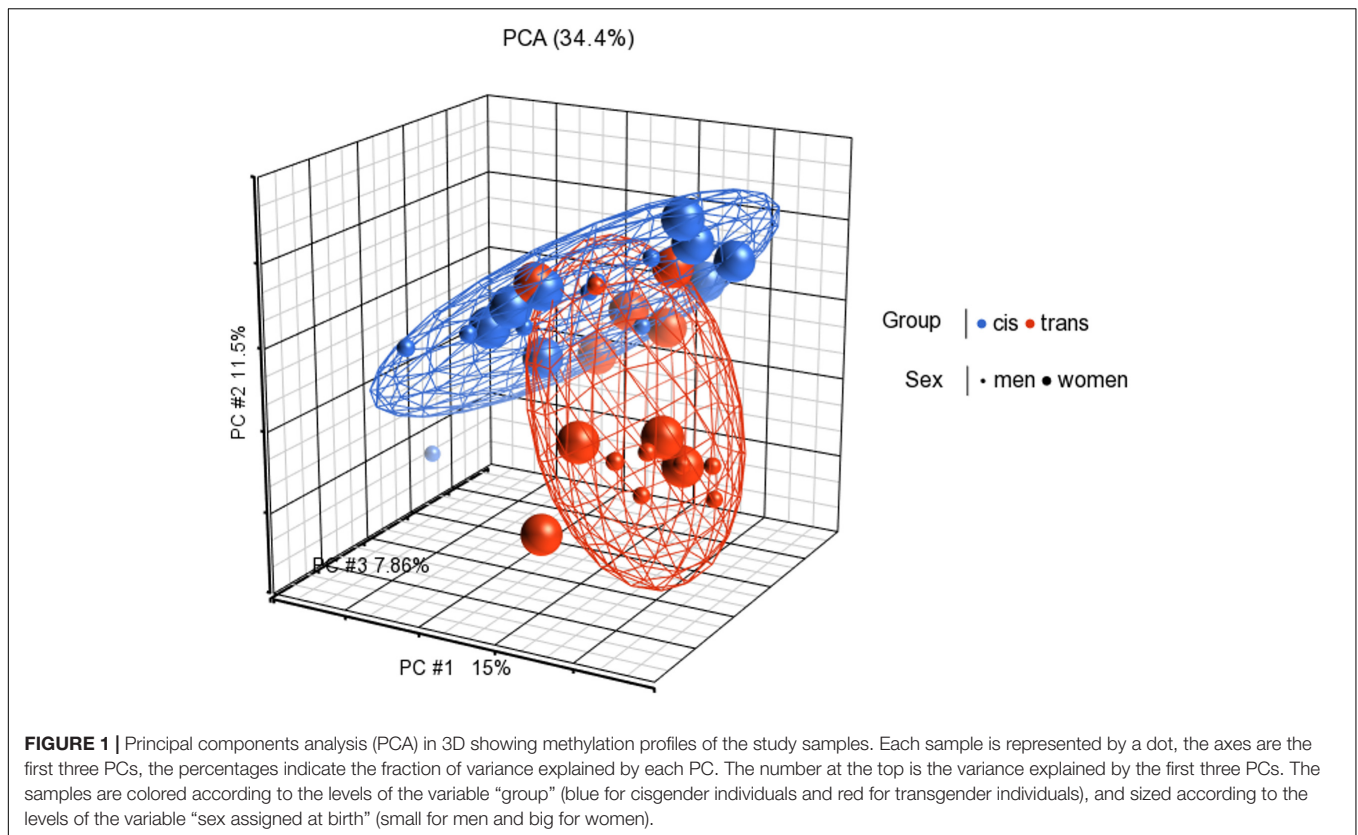 PCA (34.4%)
PC #2 11.5%
PC #3 7.86%
PC #1 15%
Group cis trans
Sex men women
FIGURE 1 | Principal components analysis (PCA) in 3D showing methylation profiles of the study samples. Each sample is represented by a dot, the axes are the
first three PCs, the percentages indicate the fraction of variance explained by each PC. The number at the top is the variance explained by the first three PCs. The
samples are colored according to the levels of the variable “group” (blue for cisgender individuals and red for transgender individuals), and sized according to the
levels of the variable “sex assigned at birth” (small for men and big for women).